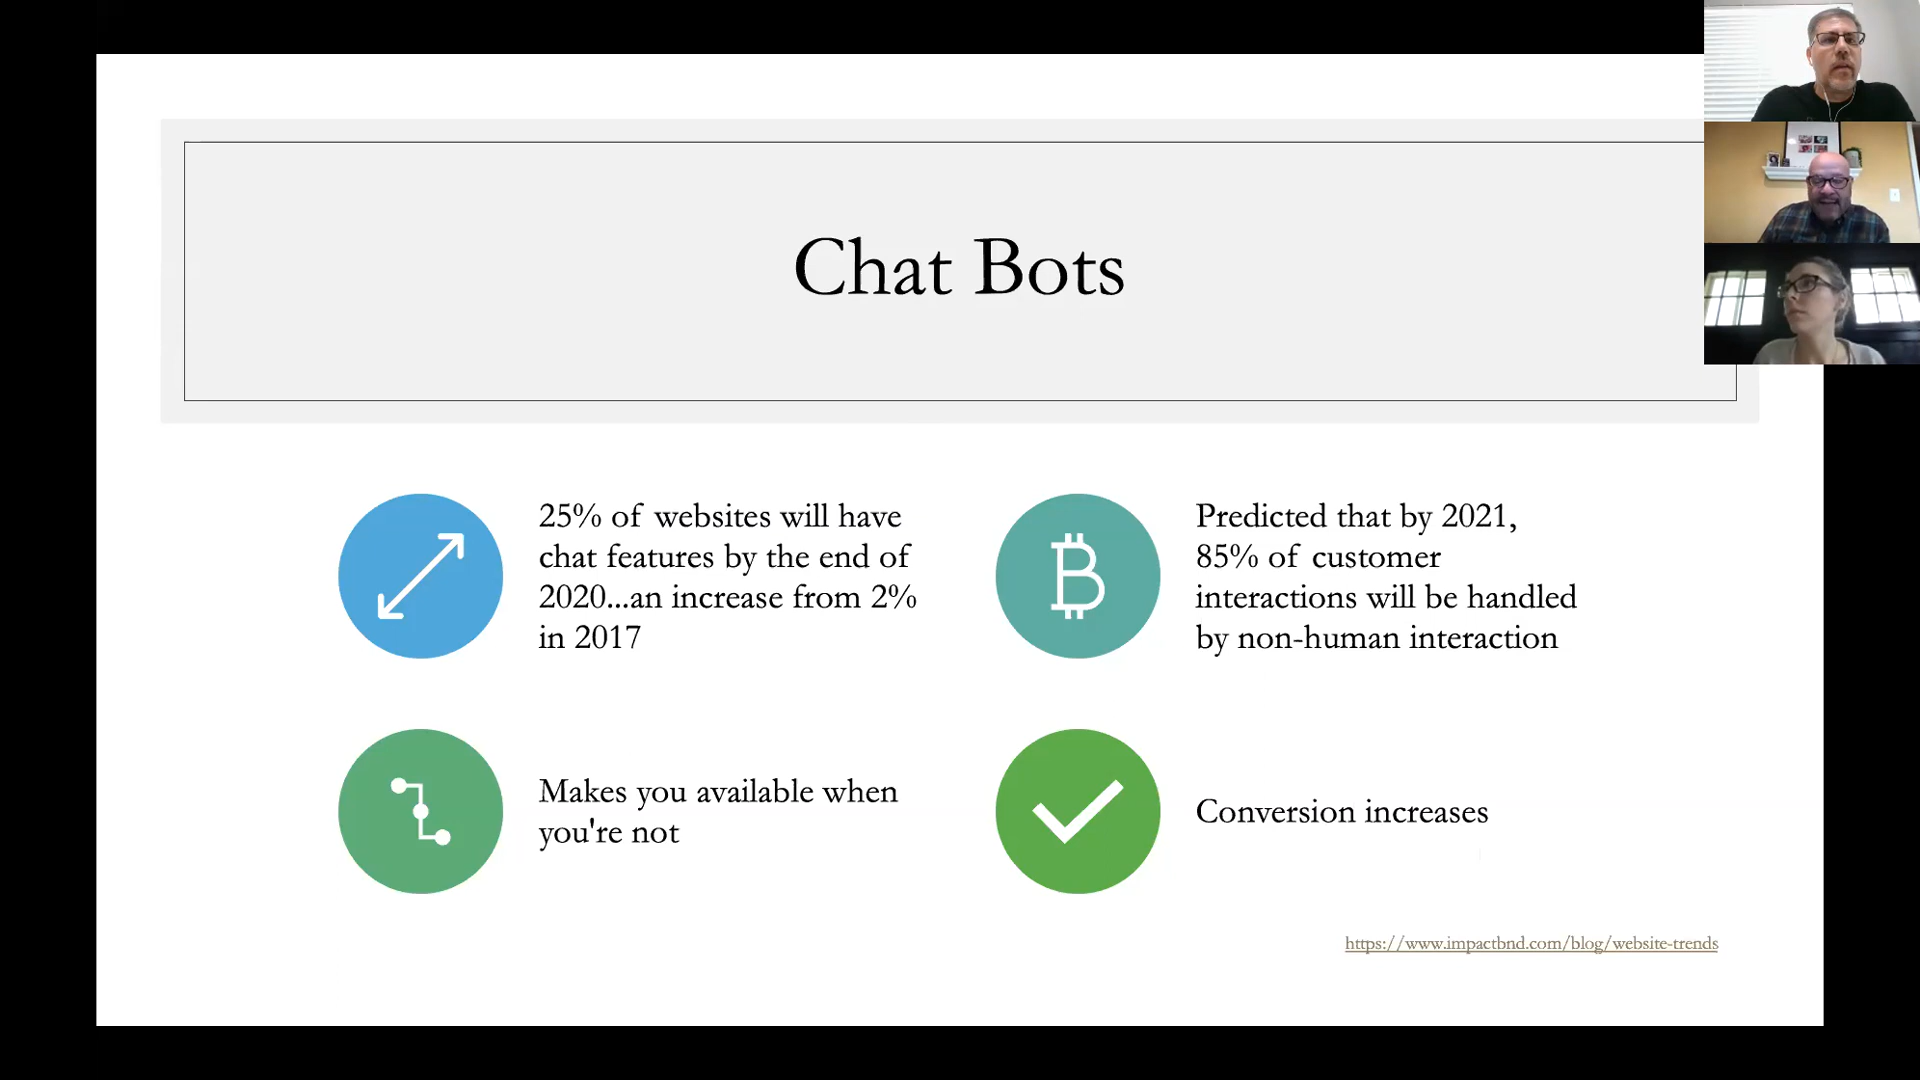 Chat Bots
25% of websites will have
chat features by the end of
2020...an increase from 2%
in 2017
Predicted that by 2021,
85% of customer
interactions will be handled
by non-human interaction
Makes you available when
you're not
Conversion increases
https://www.impactbnd.com/blog/website-trends